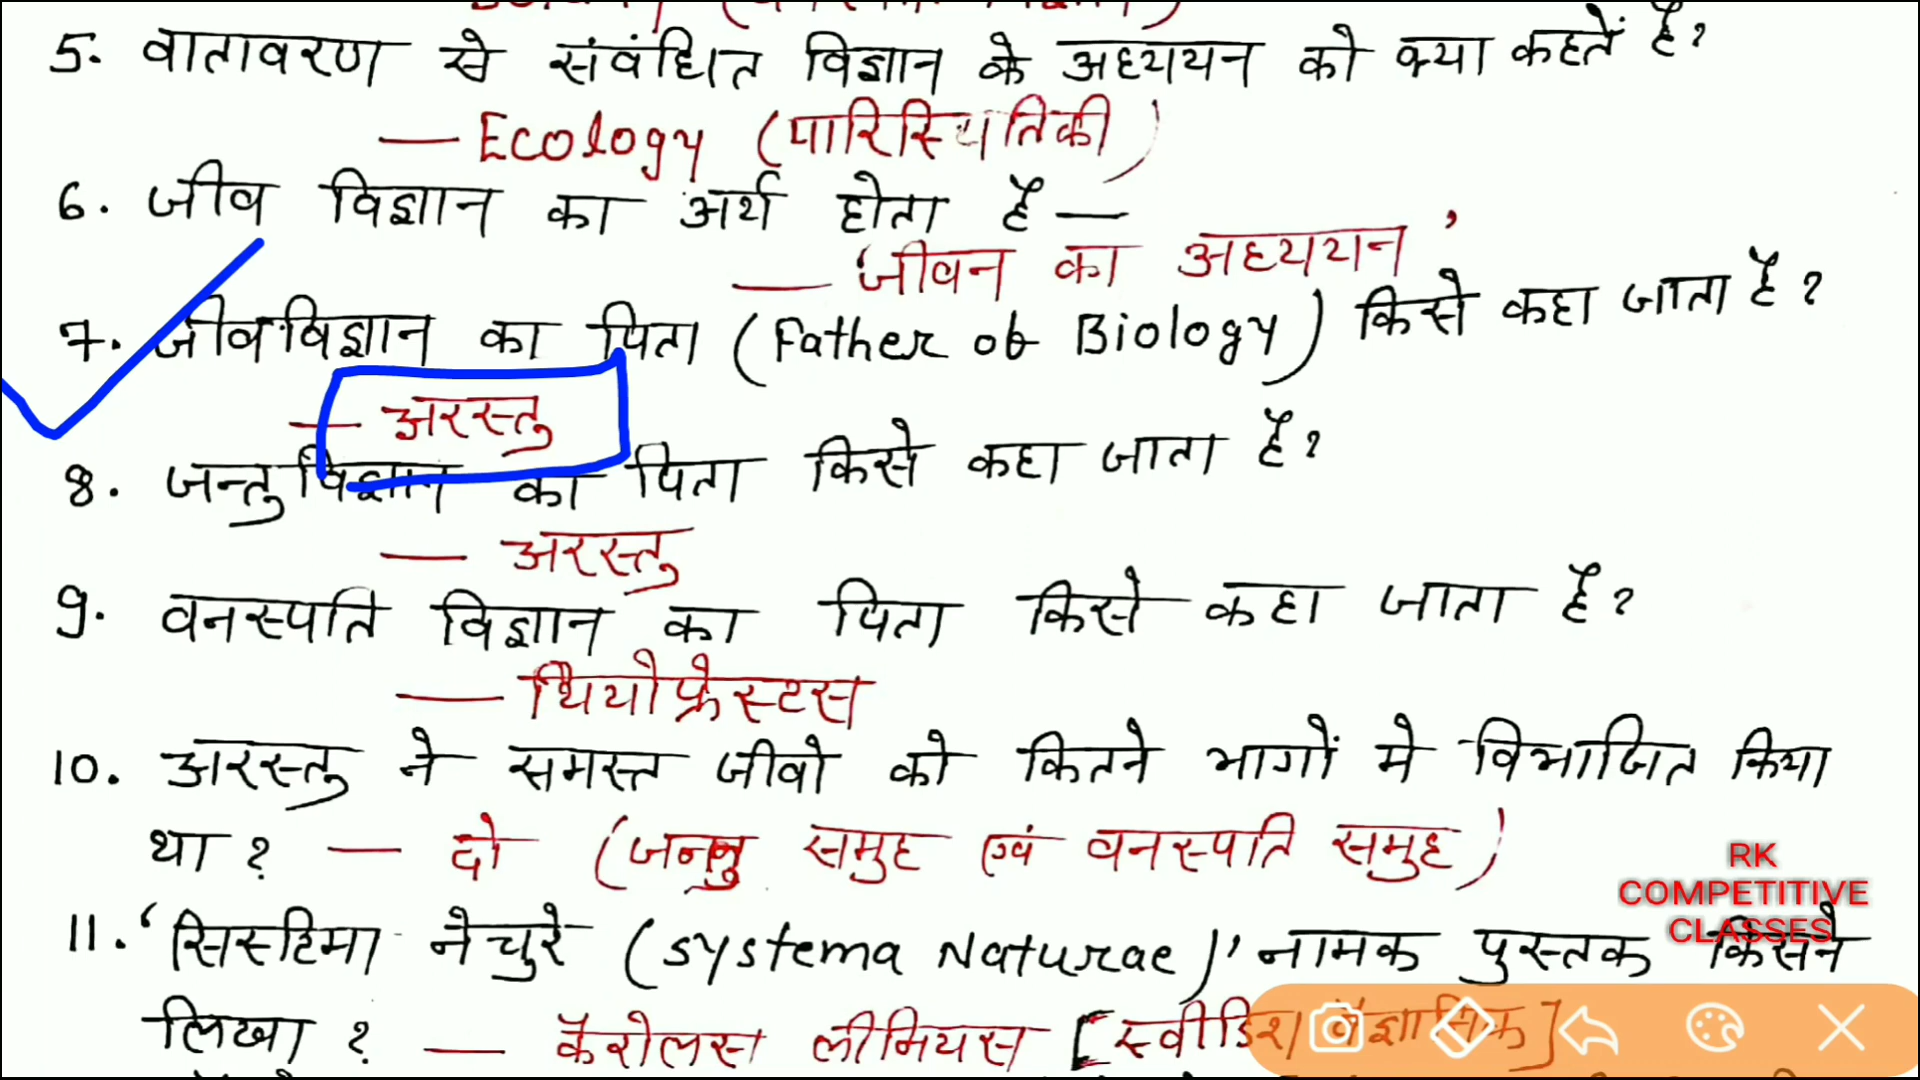 5. वातावरण से संवंधित विज्ञान के अध्ययन को क्या कहतें है?
— Ecology (पारिस्थितिकी)
6. जीव विज्ञान का अर्थ होता है —
— 'जीवन का अध्ययन'
7. जीव विज्ञान का पिता (Father of Biology) किसे कहा जाता है?
— अरस्तु
8. जन्तु विज्ञान का पिता किसे कहा जाता है?
— अरस्तु
9. वनस्पति विज्ञान का पिता किसे कहा जाता है?
— थियोफ्रेस्टस
10. अरस्तु ने समस्त जीवो को कितने भागों मे विभाजित किया
था? — दो (जन्तु समुह एवं वनस्पति समुह)
RK
COMPETITIVE
CLASSES
11. 'सिस्टिमा नेचुरे (Systema Naturae)' नामक पुस्तक किसने
लिखा? — कैरोलस लीनियस [स्वीडिश वैज्ञानिक]